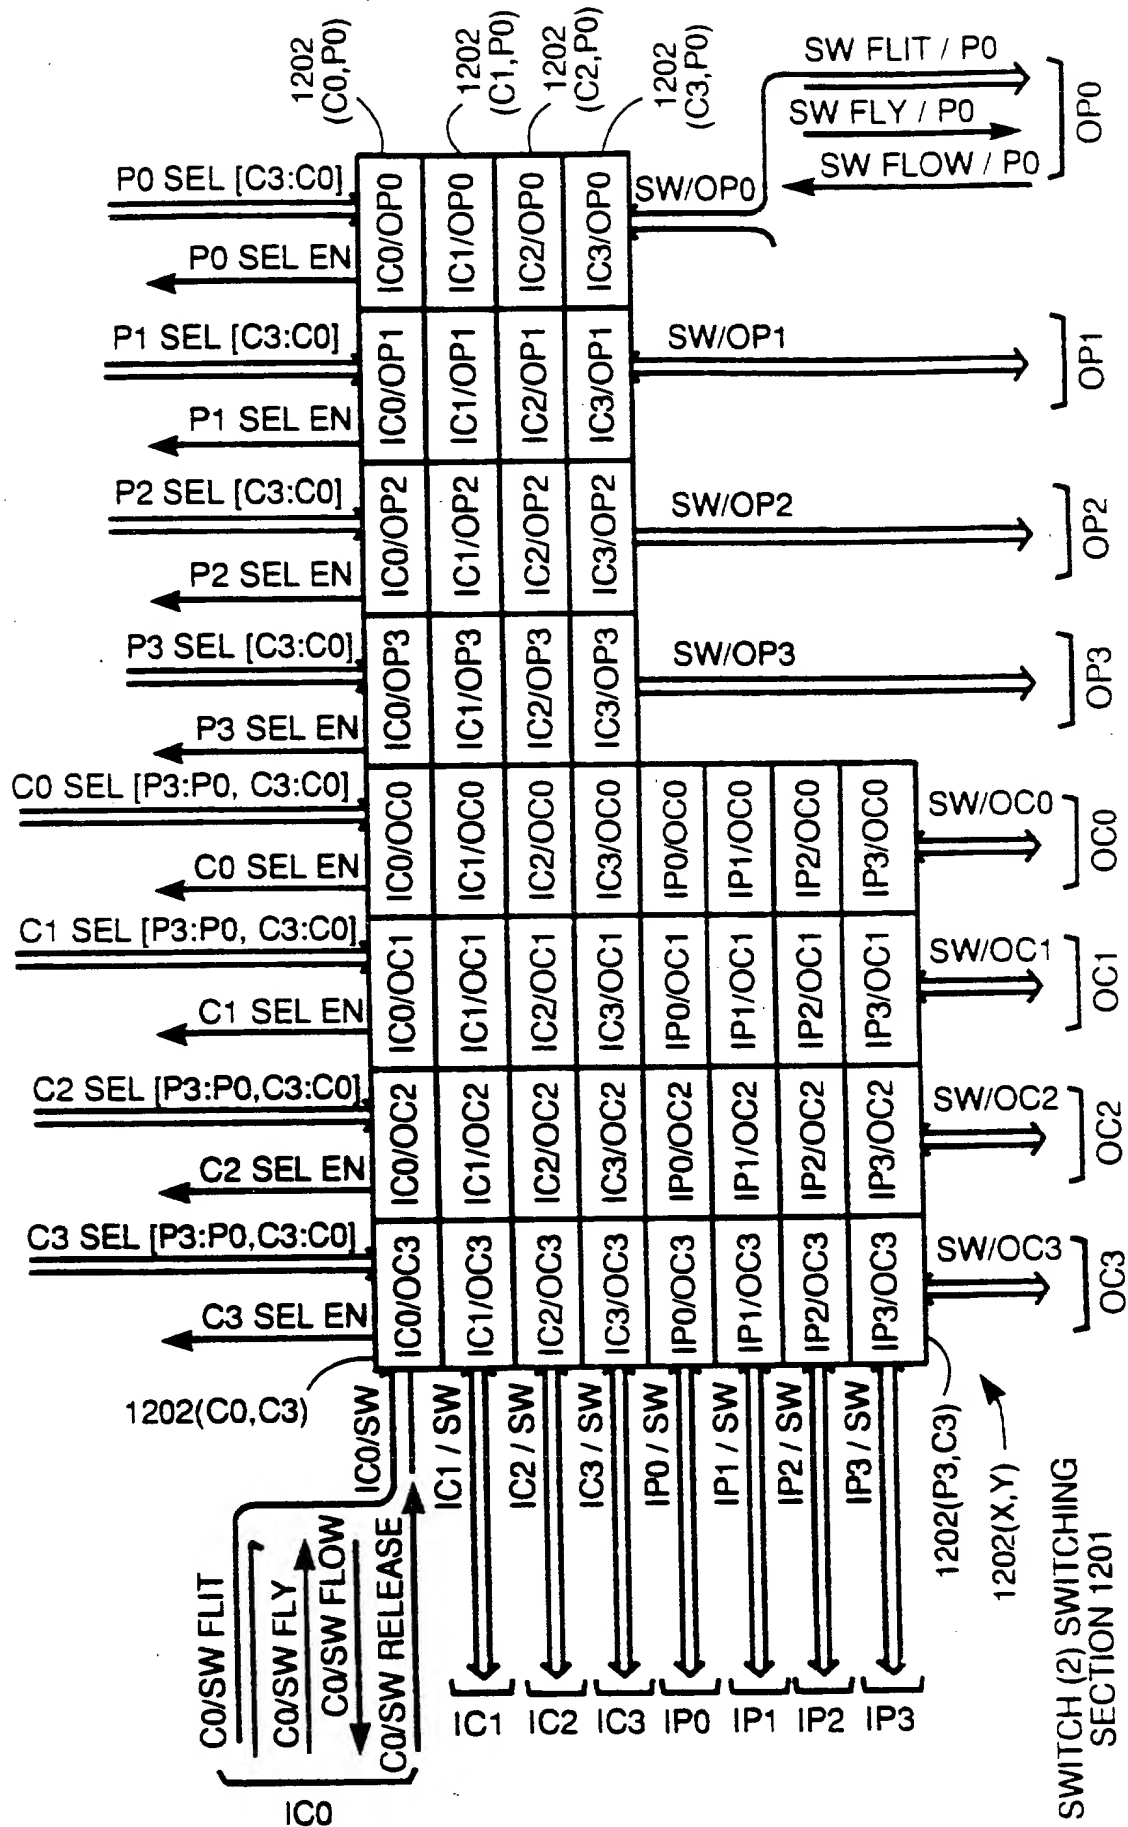 1202
(C0,P0)
1202
(C1,P0)
1202
(C2,P0)
1202
(C3,P0)
P0 SEL [C3:C0]
P0 SEL EN
P1 SEL [C3:C0]
P1 SEL EN
P2 SEL [C3:C0]
P2 SEL EN
P3 SEL [C3:C0]
P3 SEL EN
C0 SEL [P3:P0, C3:C0]
C0 SEL EN
C1 SEL [P3:P0, C3:C0]
C1 SEL EN
C2 SEL [P3:P0,C3:C0]
C2 SEL EN
C3 SEL [P3:P0,C3:C0]
C3 SEL EN
IC0/OP0
IC1/OP0
IC2/OP0
IC3/OP0
IC0/OP1
IC1/OP1
IC2/OP1
IC3/OP1
IC0/OP2
IC1/OP2
IC2/OP2
IC3/OP2
IC0/OP3
IC1/OP3
IC2/OP3
IC3/OP3
IC0/OC0
IC1/OC0
IC2/OC0
IC3/OC0
IP0/OC0
IP1/OC0
IP2/OC0
IP3/OC0
IC0/OC1
IC1/OC1
IC2/OC1
IC3/OC1
IP0/OC1
IP1/OC1
IP2/OC1
IP3/OC1
IC0/OC2
IC1/OC2
IC2/OC2
IC3/OC2
IP0/OC2
IP1/OC2
IP2/OC2
IP3/OC2
IC0/OC3
IC1/OC3
IC2/OC3
IC3/OC3
IP0/OC3
IP1/OC3
IP2/OC3
IP3/OC3
SW/OP0
SW FLIT / P0
SW FLY / P0
SW FLOW / P0
OP0
SW/OP1
OP1
SW/OP2
OP2
SW/OP3
OP3
SW/OC0
OC0
SW/OC1
OC1
SW/OC2
OC2
SW/OC3
OC3
1202(C0,C3)
IC0/SW
IC1 / SW
IC2 / SW
IC3 / SW
IP0 / SW
IP1 / SW
IP2 / SW
IP3 / SW
C0/SW FLIT
C0/SW FLY
C0/SW FLOW
C0/SW RELEASE
IC0
IC1
IC2
IC3
IP0
IP1
IP2
IP3
1202(P3,C3)
1202(X,Y)
SWITCH (2) SWITCHING
SECTION 1201